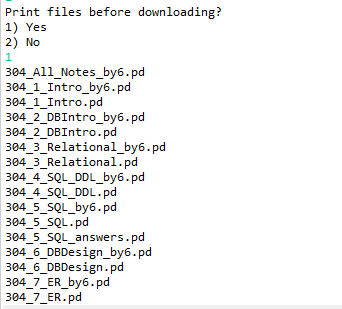 Print files before downloading?
1) Yes
2) No
1
304_All_Notes_by6.pd
304_1_Intro_by6.pd
304_1_Intro.pd
304_2_DBIntro_by6.pd
304_2_DBIntro.pd
304_3_Relational_by6.pd
304_3_Relational.pd
304_4_SQL_DDL_by6.pd
304_4_SQL_DDL.pd
304_5_SQL_by6.pd
304_5_SQL.pd
304_5_SQL_answers.pd
304_6_DBDesign_by6.pd
304_6_DBDesign.pd
304_7_ER_by6.pd
304_7_ER.pd